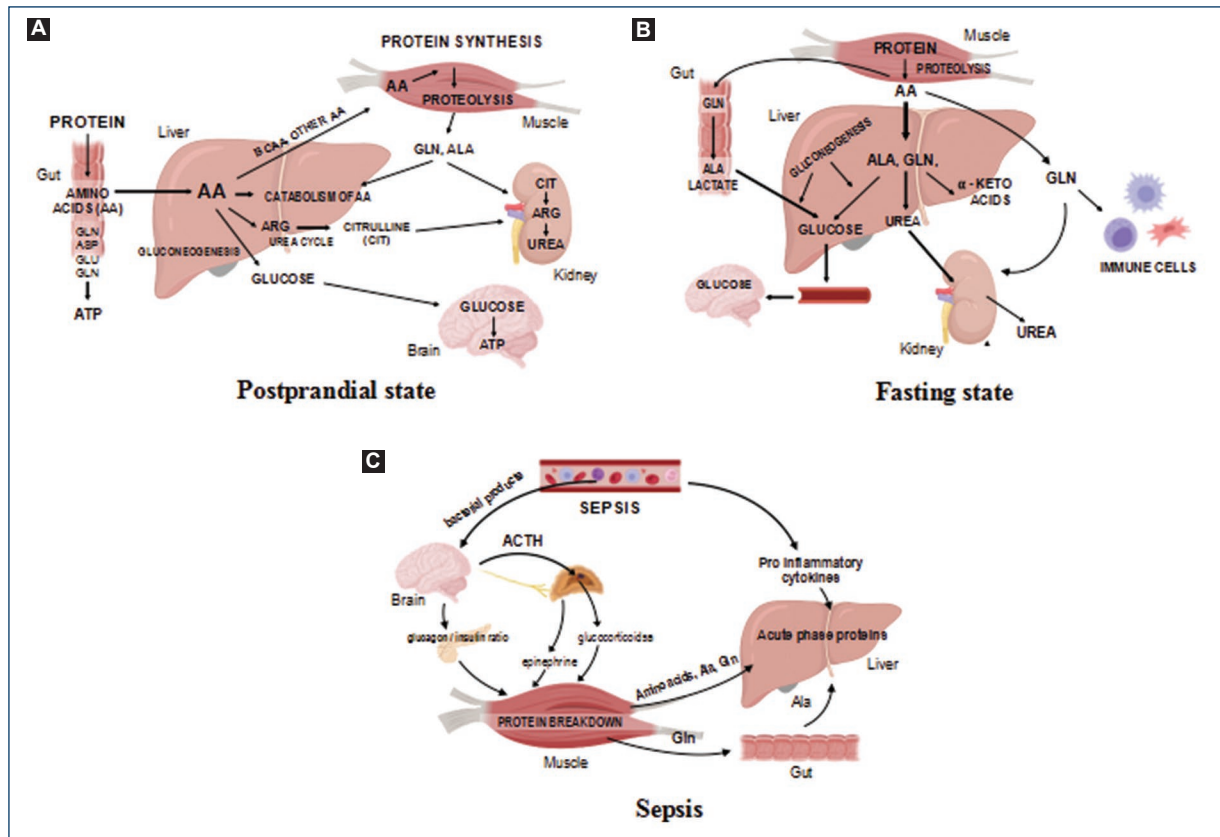 A
PROTEIN SYNTHESIS
AA
PROTEOLYSIS
Muscle
PROTEIN
Liver
BCAA, OTHER AA
GLN, ALA
Gut
AMINO
ACIDS (AA)
AA
CATABOLISM OF AA
CIT
ARG
UREA
GLN
ASP
GLU
GLN
ARG
UREA CYCLE
CITRULLINE
(CIT)
GLUCONEOGENESIS
Kidney
GLUCOSE
ATP
GLUCOSE
ATP
Brain
Postprandial state
B
PROTEIN
Muscle
PROTEOLYSIS
Gut
AA
GLN
Liver
GLUCONEOGENESIS
ALA, GLN,
ALA
LACTATE
α - KETO
ACIDS
GLN
GLUCOSE
UREA
IMMUNE CELLS
GLUCOSE
UREA
Kidney
Fasting state
C
bacterial products
SEPSIS
ACTH
Pro inflammatory
cytokines
Brain
glucagon / insulin ratio
glucocorticoids
epinephrine
Acute phase proteins
Liver
Amino acids, Aa, Gln
Ala
PROTEIN BREAKDOWN
Gln
Muscle
Gut
Sepsis